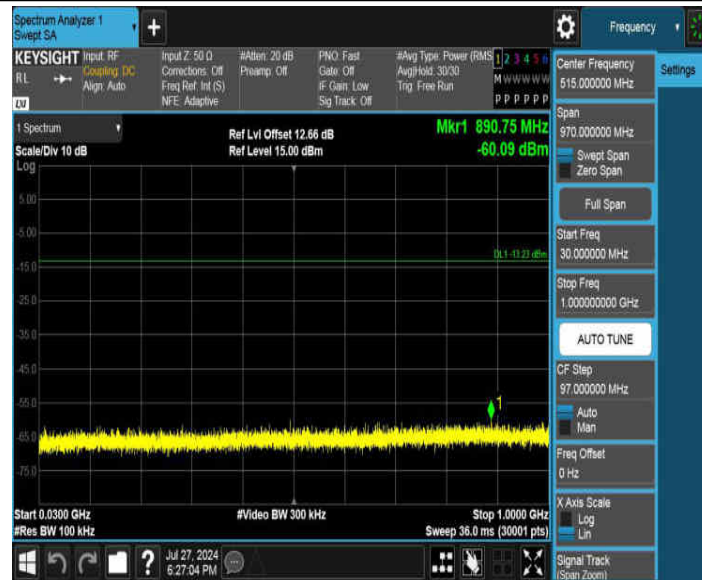 Spectrum Analyzer 1
Swept SA
+
Frequency
KEYSIGHT
RL
LXI
Input: RF
Coupling: DC
Align: Auto
Input Z: 50 Ω
Corrections: Off
Freq Ref: Int (S)
NFE: Adaptive
#Atten: 20 dB
Preamp: Off
PNO: Fast
Gate: Off
IF Gain: Low
Sig Track: Off
#Avg Type: Power (RMS
Avg|Hold: 30/30
Trig: Free Run
1 2 3 4 5 6
M W W W W W
P P P P P P
1 Spectrum
Scale/Div 10 dB
Log
Ref Lvl Offset 12.66 dB
Ref Level 15.00 dBm
Mkr1 890.75 MHz
-60.09 dBm
5.00
-5.00
DL1 -13.23 dBm
-15.0
-25.0
-35.0
-45.0
-55.0
1
-65.0
-75.0
Start 0.0300 GHz
#Res BW 100 kHz
#Video BW 300 kHz
Stop 1.0000 GHz
Sweep 36.0 ms (30001 pts)
?
Jul 27, 2024
6:27:04 PM
Center Frequency
515.000000 MHz
Settings
Span
970.000000 MHz
Swept Span
Zero Span
Full Span
Start Freq
30.000000 MHz
Stop Freq
1.000000000 GHz
AUTO TUNE
CF Step
97.000000 MHz
Auto
Man
Freq Offset
0 Hz
X Axis Scale
Log
Lin
Signal Track
(Span Zoom)